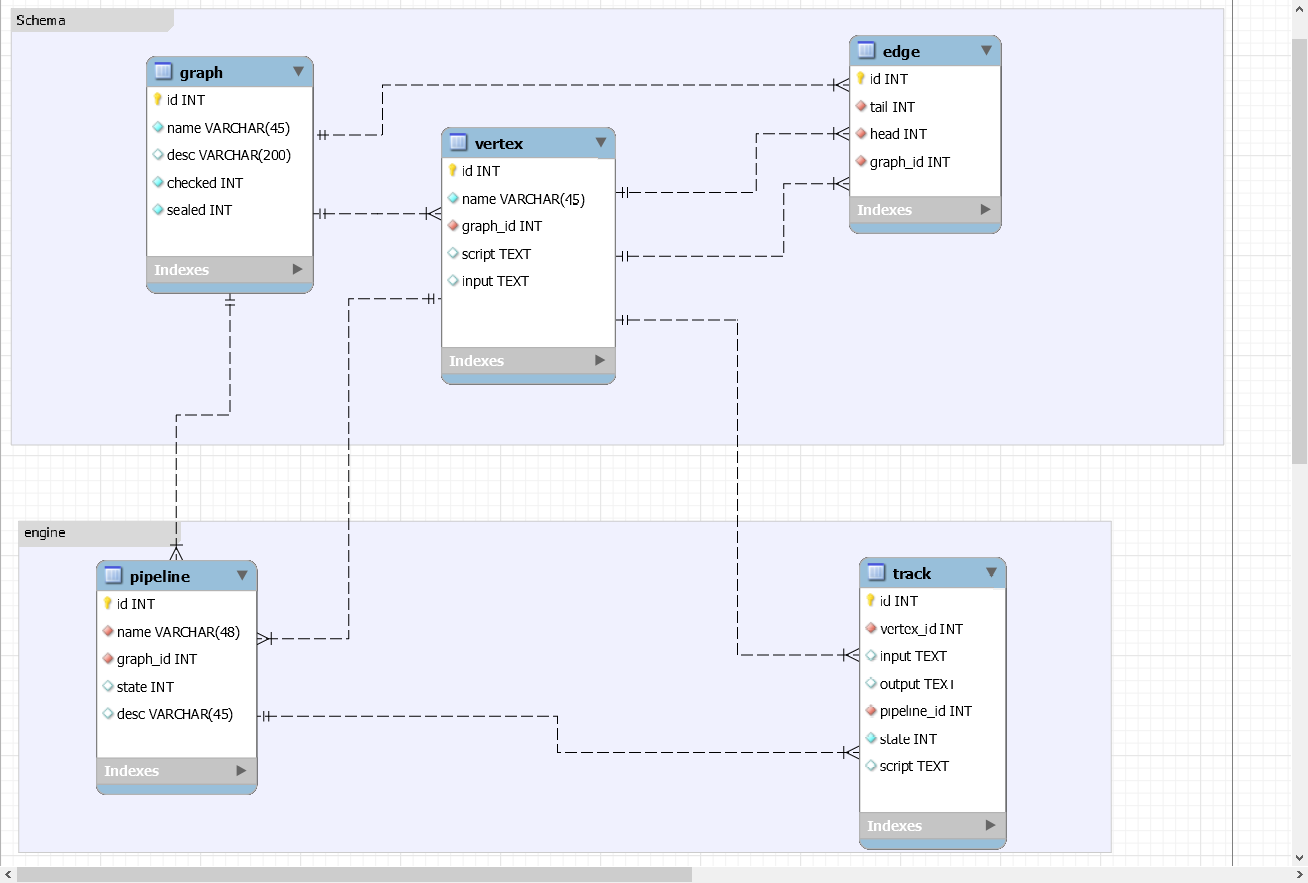 Schema
graph
id INT
name VARCHAR(45)
desc VARCHAR(200)
checked INT
sealed INT
Indexes
vertex
id INT
name VARCHAR(45)
graph_id INT
script TEXT
input TEXT
Indexes
edge
id INT
tail INT
head INT
graph_id INT
Indexes
engine
pipeline
id INT
name VARCHAR(48)
graph_id INT
state INT
desc VARCHAR(45)
Indexes
track
id INT
vertex_id INT
input TEXT
output TEXT
pipeline_id INT
state INT
script TEXT
Indexes